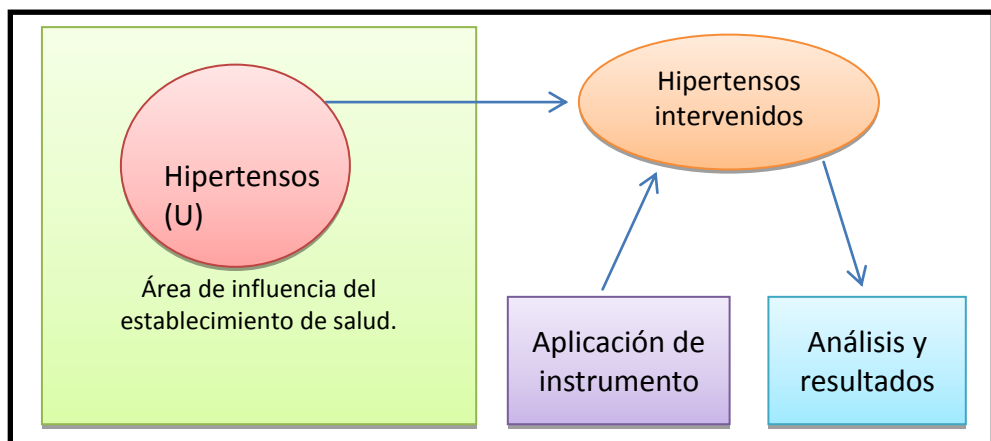 Hipertensos
(U)
Área de influencia del
establecimiento de salud.
Hipertensos
intervenidos
Aplicación de
instrumento
Análisis y
resultados